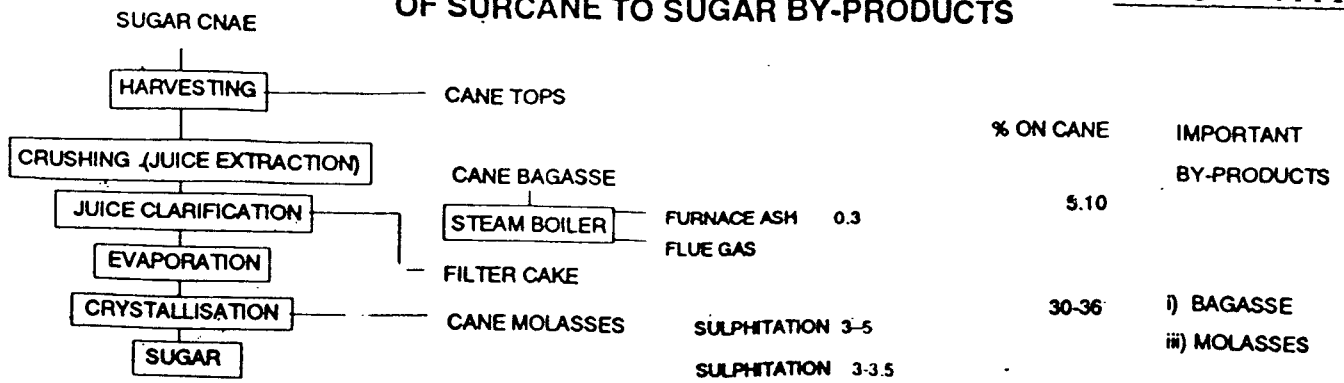 OF SURCANE TO SUGAR BY-PRODUCTS
SUGAR CNAE
HARVESTING
CANE TOPS
% ON CANE
IMPORTANT
BY-PRODUCTS
CRUSHING (JUICE EXTRACTION)
CANE BAGASSE
5.10
JUICE CLARIFICATION
STEAM BOILER
FURNACE ASH 0.3
FLUE GAS
EVAPORATION
FILTER CAKE
CRYSTALLISATION
CANE MOLASSES
SULPHITATION 3-5
30-36
i) BAGASSE
iii) MOLASSES
SUGAR
SULPHITATION 3-3.5